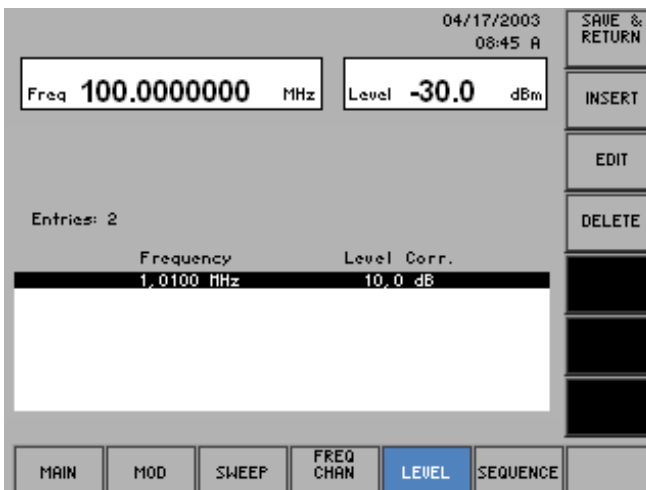 04/17/2003
08:45 A
Freq 100.0000000 MHz
Level -30.0 dBm
Entries: 2
Frequency Level Corr.
1,0100 MHz 10,0 dB
SAVE &
RETURN
INSERT
EDIT
DELETE
MAIN
MOD
SWEEP
FREQ
CHAN
LEVEL
SEQUENCE